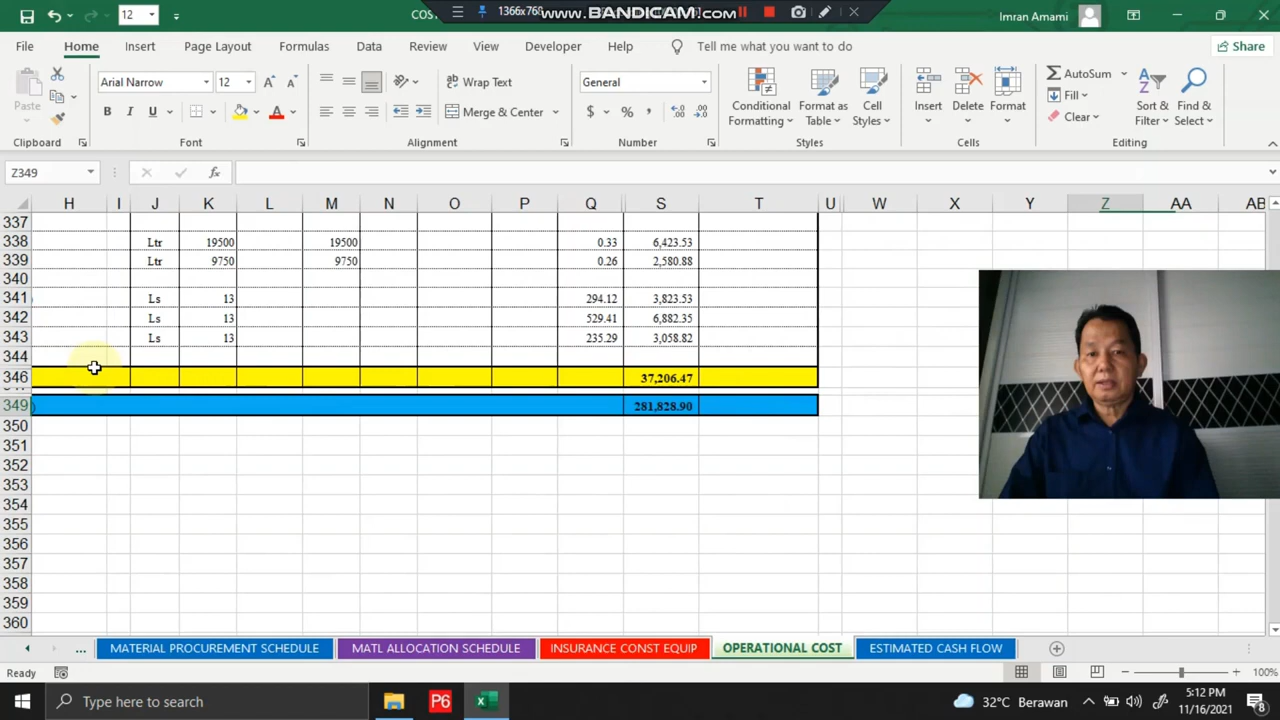 12
COS
1366x768
www.BANDICAM.com
Imran Amami
File Home Insert Page Layout Formulas Data Review View Developer Help Tell me what you want to do Share
Paste
Arial Narrow 12
B I U
Wrap Text
Merge & Center
General
$ % ,
Conditional Formatting
Format as Table
Cell Styles
Insert Delete Format
AutoSum
Fill
Clear
Sort & Filter
Find & Select
Clipboard Font Alignment Number Styles Cells Editing
Z349 fx
H I J K L M N O P Q S T U W X Y Z AA AB
337
338 Ltr 19500 19500 0.33 6,423.53
339 Ltr 9750 9750 0.26 2,580.88
340
341 Ls 13 294.12 3,823.53
342 Ls 13 529.41 6,882.35
343 Ls 13 235.29 3,058.82
344
346 37,206.47
349 281,828.90
350
351
352
353
354
355
356
357
358
359
360
... MATERIAL PROCUREMENT SCHEDULE MATL ALLOCATION SCHEDULE INSURANCE CONST EQUIP OPERATIONAL COST ESTIMATED CASH FLOW
Ready 100%
Type here to search P6 32°C Berawan 5:12 PM
11/16/2021 8